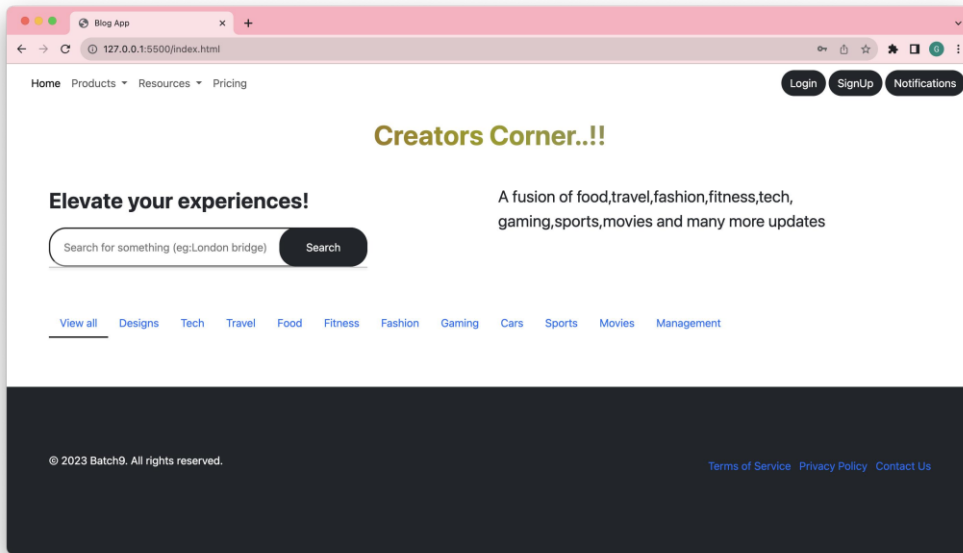 Blog App
127.0.0.1:5500/index.html
G
Home Products Resources Pricing
Login SignUp Notifications
Creators Corner..!!
Elevate your experiences!
A fusion of food,travel,fashion,fitness,tech,
gaming,sports,movies and many more updates
Search for something (eg:London bridge) Search
View all Designs Tech Travel Food Fitness Fashion Gaming Cars Sports Movies Management
© 2023 Batch9. All rights reserved.
Terms of Service Privacy Policy Contact Us